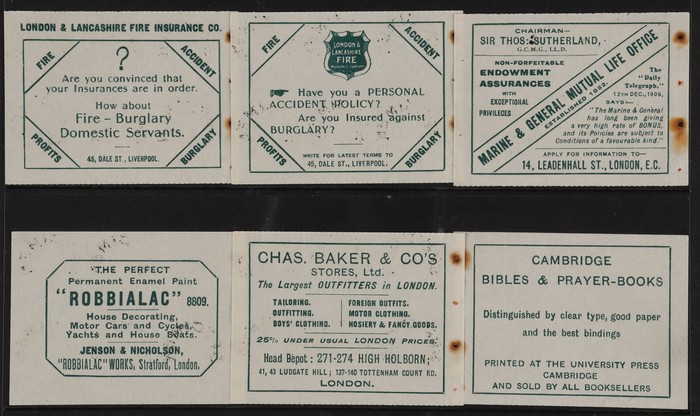 LONDON & LANCASHIRE FIRE INSURANCE CO.
FIRE
?
ACCIDENT
Are you convinced that
your Insurances are in order.
How about
Fire – Burglary
Domestic Servants.
PROFITS
BURGLARY
45, DALE ST., LIVERPOOL.
FIRE
LONDON &
LANCASHIRE
FIRE
ACCIDENT
Have you a PERSONAL
ACCIDENT POLICY?
Are you Insured against
BURGLARY?
PROFITS
BURGLARY
WRITE FOR LATEST TERMS TO
45, DALE ST., LIVERPOOL.
CHAIRMAN—
SIR THOS: SUTHERLAND,
G.C.M.G., LL.D.
NON-FORFEITABLE
ENDOWMENT
ASSURANCES
WITH
EXCEPTIONAL
PRIVILEGES
MARINE & GENERAL MUTUAL LIFE OFFICE
ESTABLISHED 1852.
The
"Daily
Telegraph,"
12TH DEC., 1908,
SAYS:—
"The Marine & General
has long been giving
a very high rate of BONUS,
and its Policies are subject to
Conditions of a favourable kind."
APPLY FOR INFORMATION TO—
14, LEADENHALL ST., LONDON, E.C.
THE PERFECT
Permanent Enamel Paint
"ROBBIALAC" 8809.
House Decorating,
Motor Cars and Cycles,
Yachts and House Boats.
JENSON & NICHOLSON,
"ROBBIALAC" WORKS, Stratford, London.
CHAS. BAKER & CO'S
STORES, Ltd.
The Largest OUTFITTERS in LONDON.
TAILORING. FOREIGN OUTFITS.
OUTFITTING. MOTOR CLOTHING.
BOYS' CLOTHING. HOSIERY & FANCY GOODS.
25% UNDER USUAL LONDON PRICES.
Head Depot: 271-274 HIGH HOLBORN;
41, 43 LUDGATE HILL; 137-140 TOTTENHAM COURT RD.
LONDON.
CAMBRIDGE
BIBLES & PRAYER-BOOKS
Distinguished by clear type, good paper
and the best bindings
PRINTED AT THE UNIVERSITY PRESS
CAMBRIDGE
AND SOLD BY ALL BOOKSELLERS